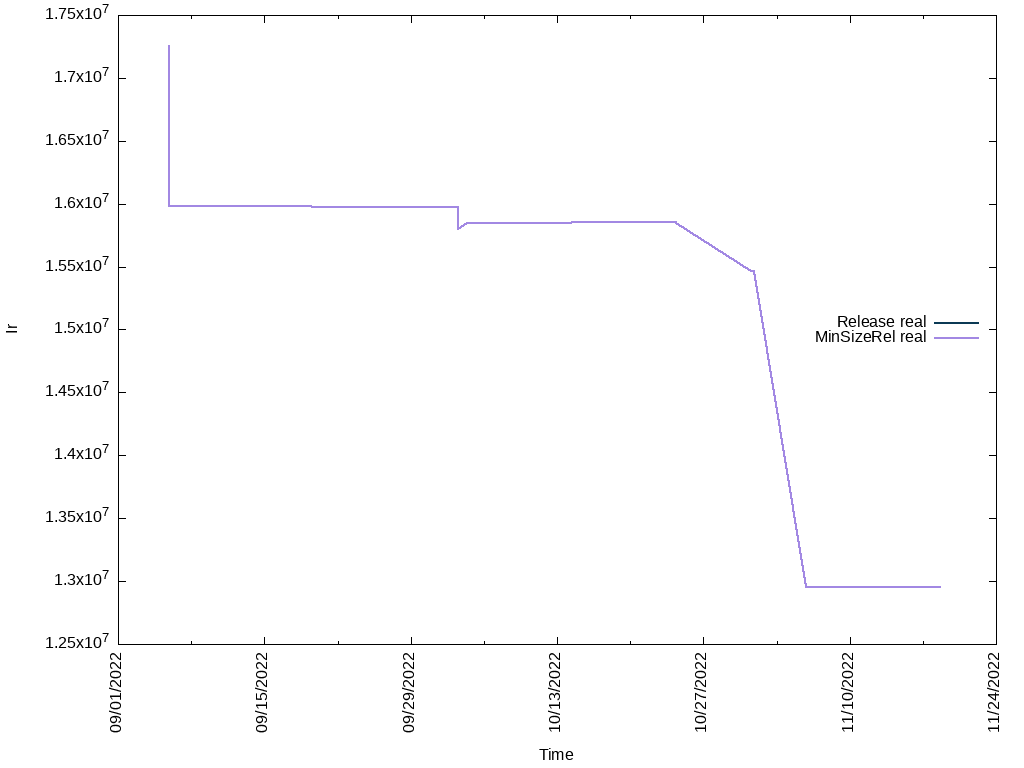 1.75x10^7
1.7x10^7
1.65x10^7
1.6x10^7
1.55x10^7
1.5x10^7
1.45x10^7
1.4x10^7
1.35x10^7
1.3x10^7
1.25x10^7
Ir
Release real
MinSizeRel real
09/01/2022
09/15/2022
09/29/2022
10/13/2022
10/27/2022
11/10/2022
11/24/2022
Time